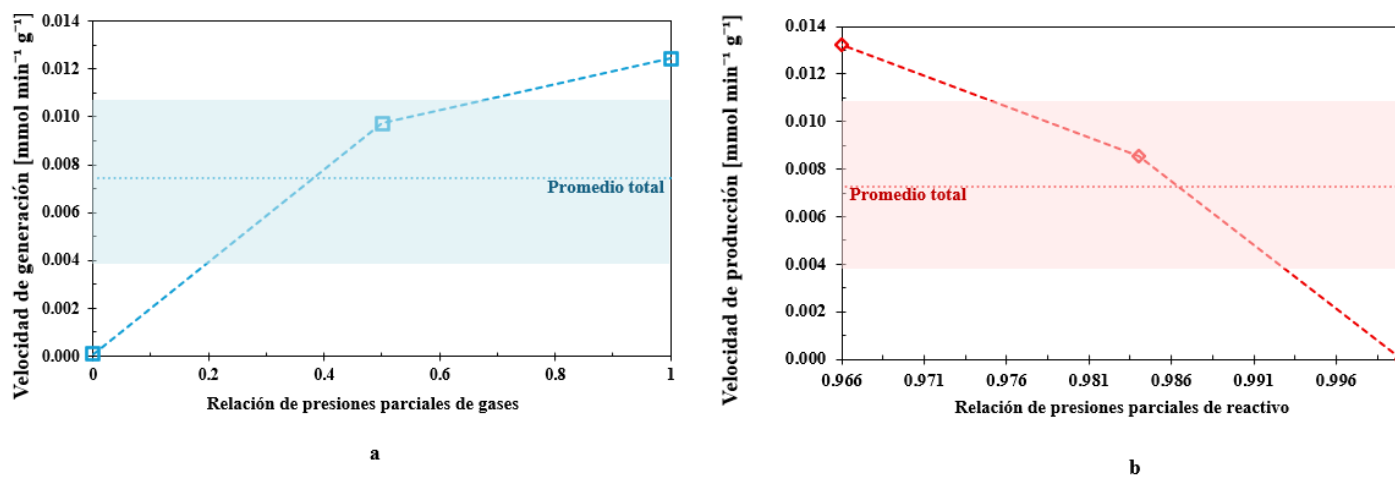 Velocidad de generación [mmol min⁻¹ g⁻¹]
0.014
0.012
0.010
0.008
0.006
0.004
0.002
0.000
Promedio total
0 0.2 0.4 0.6 0.8 1
Relación de presiones parciales de gases
a
Velocidad de producción [mmol min⁻¹ g⁻¹]
0.014
0.012
0.010
0.008
0.006
0.004
0.002
0.000
Promedio total
0.966 0.971 0.976 0.981 0.986 0.991 0.996
Relación de presiones parciales de reactivo
b